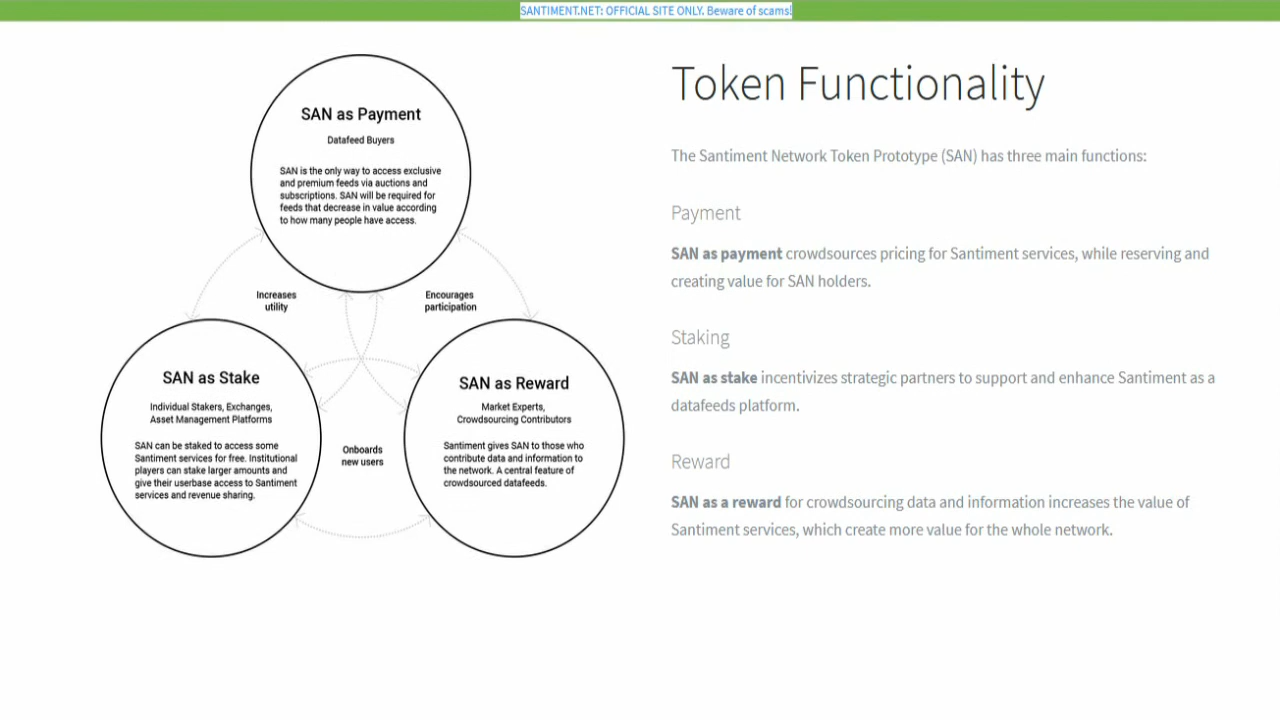 SANTIMENT.NET: OFFICIAL SITE ONLY. Beware of scams!
SAN as Payment
Datafeed Buyers
SAN is the only way to access exclusive
and premium feeds via auctions and
subscriptions. SAN will be required for
feeds that decrease in value according
to how many people have access.
Increases
utility
Encourages
participation
SAN as Stake
Individual Stakers, Exchanges,
Asset Management Platforms
SAN can be staked to access some
Santiment services for free. Institutional
players can stake larger amounts and
give their userbase access to Santiment
services and revenue sharing.
Onboards
new users
SAN as Reward
Market Experts,
Crowdsourcing Contributors
Santiment gives SAN to those who
contribute data and information to
the network. A central feature of
crowdsourced datafeeds.
Token Functionality
The Santiment Network Token Prototype (SAN) has three main functions:
Payment
SAN as payment crowdsources pricing for Santiment services, while reserving and
creating value for SAN holders.
Staking
SAN as stake incentivizes strategic partners to support and enhance Santiment as a
datafeeds platform.
Reward
SAN as a reward for crowdsourcing data and information increases the value of
Santiment services, which create more value for the whole network.